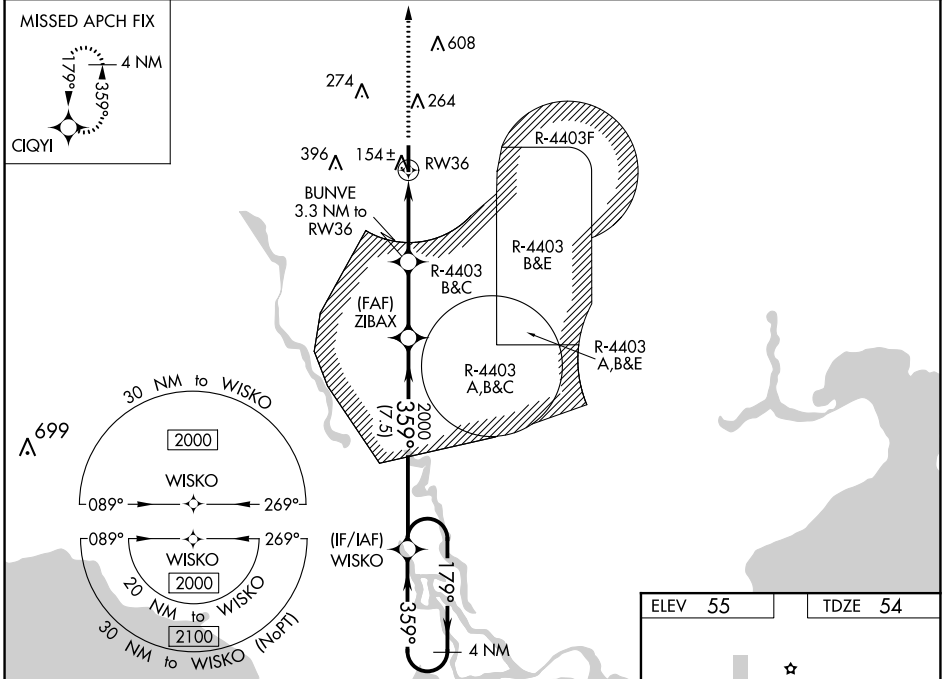 MISSED APCH FIX
4 NM
179°
359°
CIQYI
608
274
264
396
154±
RW36
BUNVE
3.3 NM to
RW36
R-4403F
R-4403
B&E
R-4403
B&C
(FAF)
ZIBAX
R-4403
A,B&C
R-4403
A,B&E
2000
359°
(7.5)
699
30 NM to WISKO
2000
WISKO
089°
269°
089°
269°
WISKO
2000
20 NM to WISKO
2100
30 NM to WISKO (NoPT)
(IF/IAF)
WISKO
179°
359°
4 NM
ELEV 55
TDZE 54